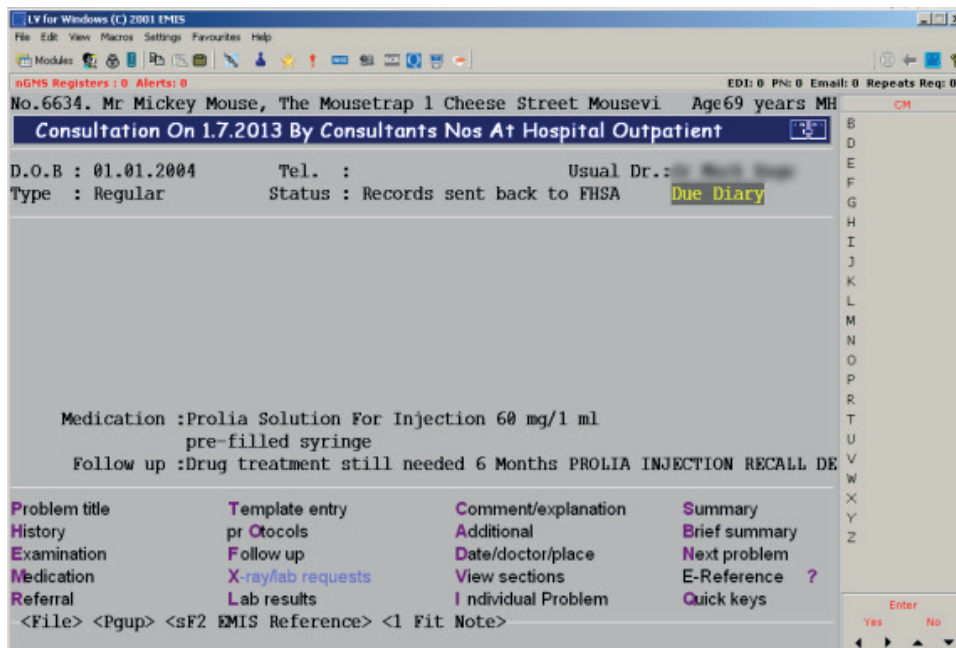 LV for Windows (C) 2001 EMIS
File Edit View Macros Settings Favourites Help
Modules
nGMS Registers : 0 Alerts: 0 EDI: 0 PN: 0 Email: 0 Repeats Req: 0
No.6634. Mr Mickey Mouse, The Mousetrap 1 Cheese Street Mousevi Age69 years MH
CM
Consultation On 1.7.2013 By Consultants Nos At Hospital Outpatient
D.O.B : 01.01.2004 Tel. : Usual Dr.:
Type : Regular Status : Records sent back to FHSA Due Diary
Medication :Prolia Solution For Injection 60 mg/1 ml
pre-filled syringe
Follow up :Drug treatment still needed 6 Months PROLIA INJECTION RECALL DE
Problem title Template entry Comment/explanation Summary
History pr Otocols Additional Brief summary
Examination Follow up Date/doctor/place Next problem
Medication X-ray/lab requests View sections E-Reference ?
Referral Lab results I ndividual Problem Quick keys
<File> <Pgup> <sF2 EMIS Reference> <1 Fit Note>
B
D
E
F
G
H
I
J
K
L
M
N
O
P
R
T
U
V
W
X
Y
Z
Enter
Yes No